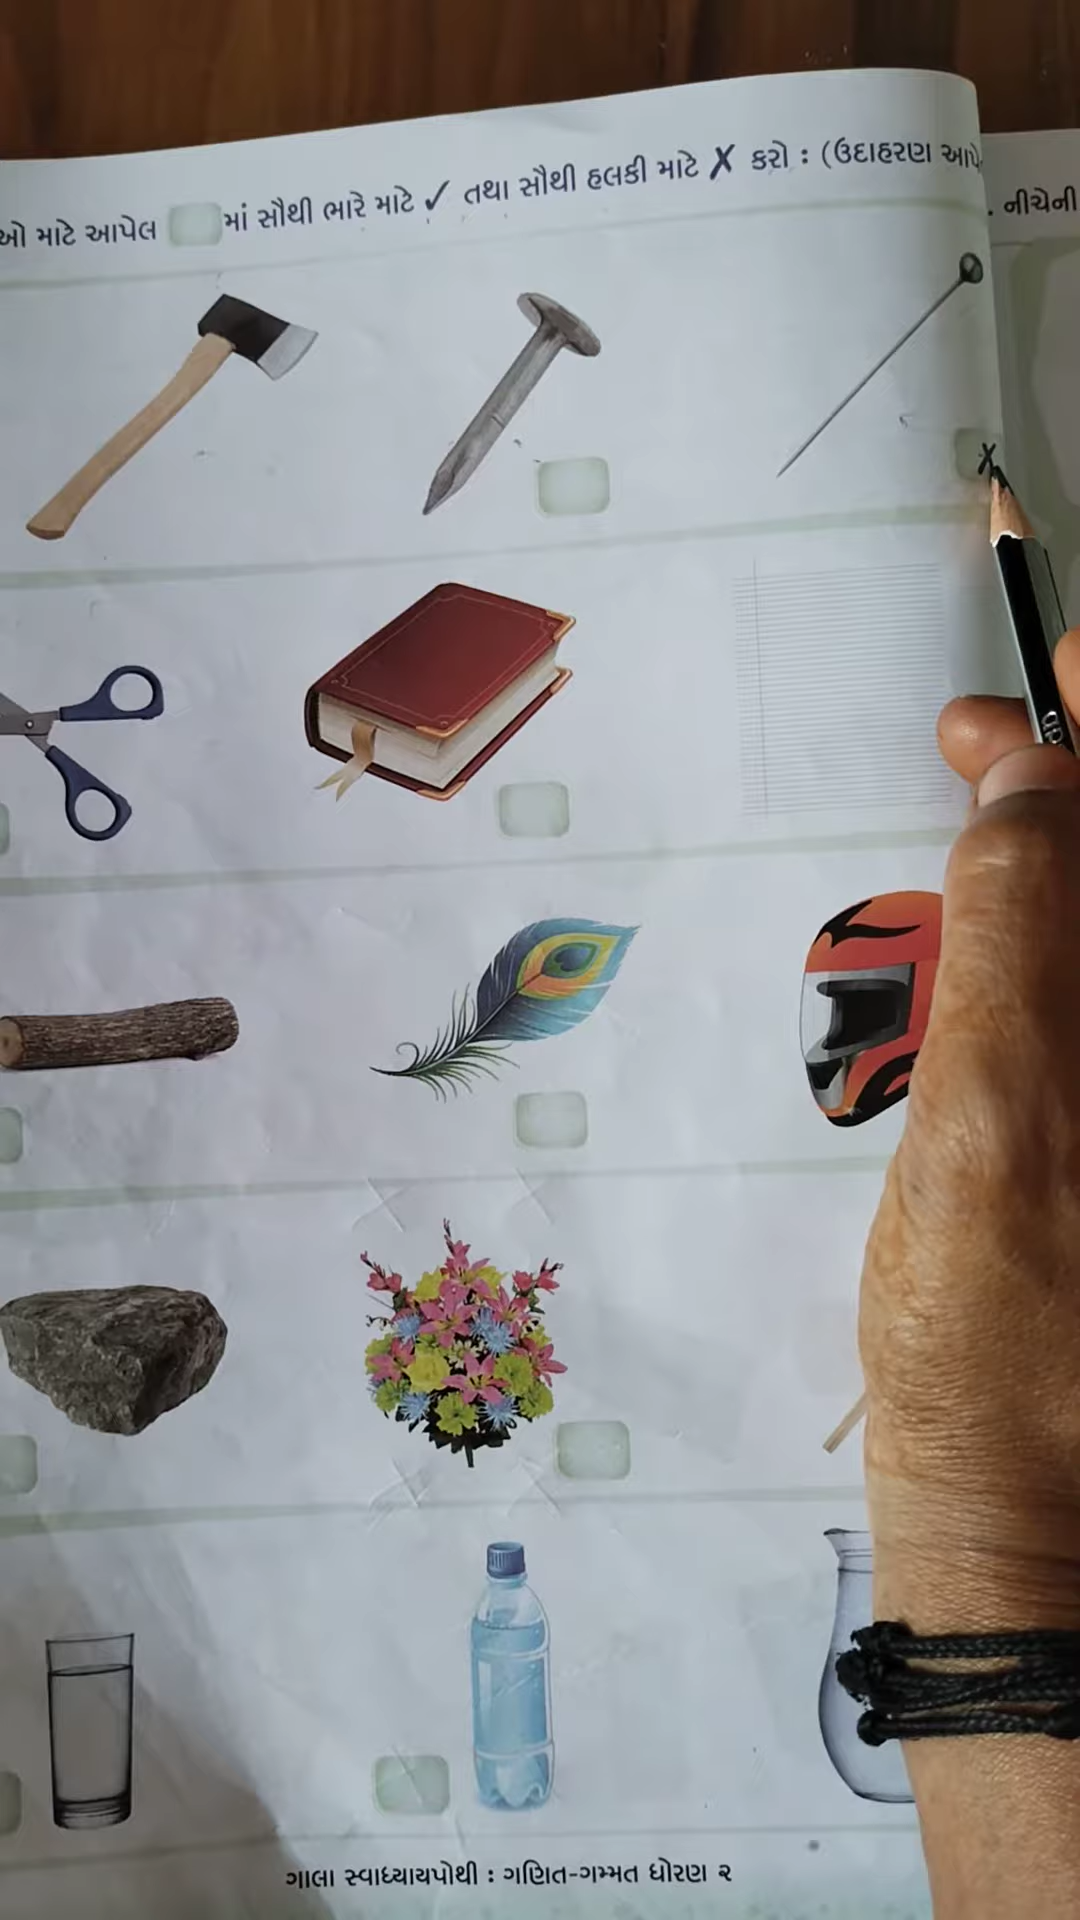 માટે આપેલ માં સૌથી ભારે માટે ✓ તથા સૌથી હલકી માટે ✗ કરો : (ઉદાહરણ
. નીચેની
X
ગાલા સ્વાધ્યાયપોથી : ગણિત-ગમ્મત ધોરણ ૨